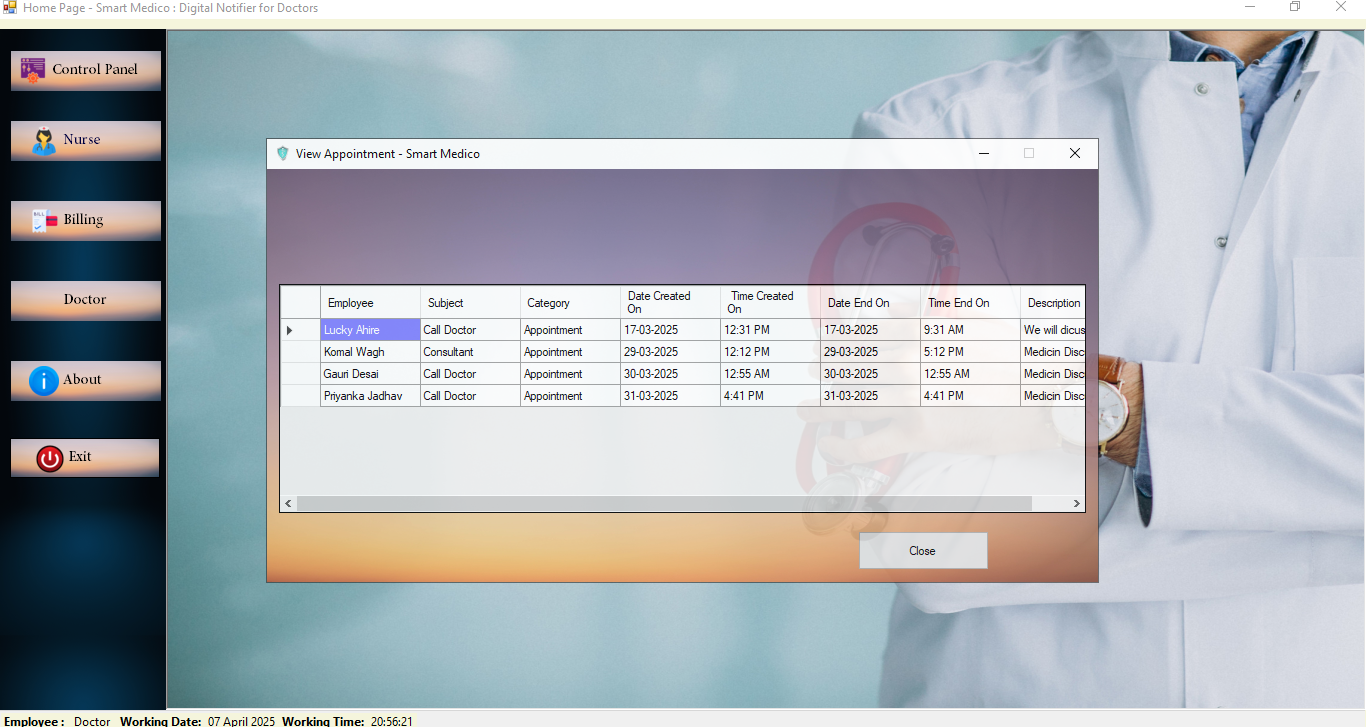 Home Page - Smart Medico : Digital Notifier for Doctors
Control Panel
Nurse
BILL
Billing
Doctor
About
Exit
View Appointment - Smart Medico
Employee Subject Category Date Created On Time Created On Date End On Time End On Description
Lucky Ahire Call Doctor Appointment 17-03-2025 12:31 PM 17-03-2025 9:31 AM We will dicus
Komal Wagh Consultant Appointment 29-03-2025 12:12 PM 29-03-2025 5:12 PM Medicin Disc
Gauri Desai Call Doctor Appointment 30-03-2025 12:55 AM 30-03-2025 12:55 AM Medicin Disc
Priyanka Jadhav Call Doctor Appointment 31-03-2025 4:41 PM 31-03-2025 4:41 PM Medicin Disc
Close
Employee : Doctor Working Date: 07 April 2025 Working Time: 20:56:21